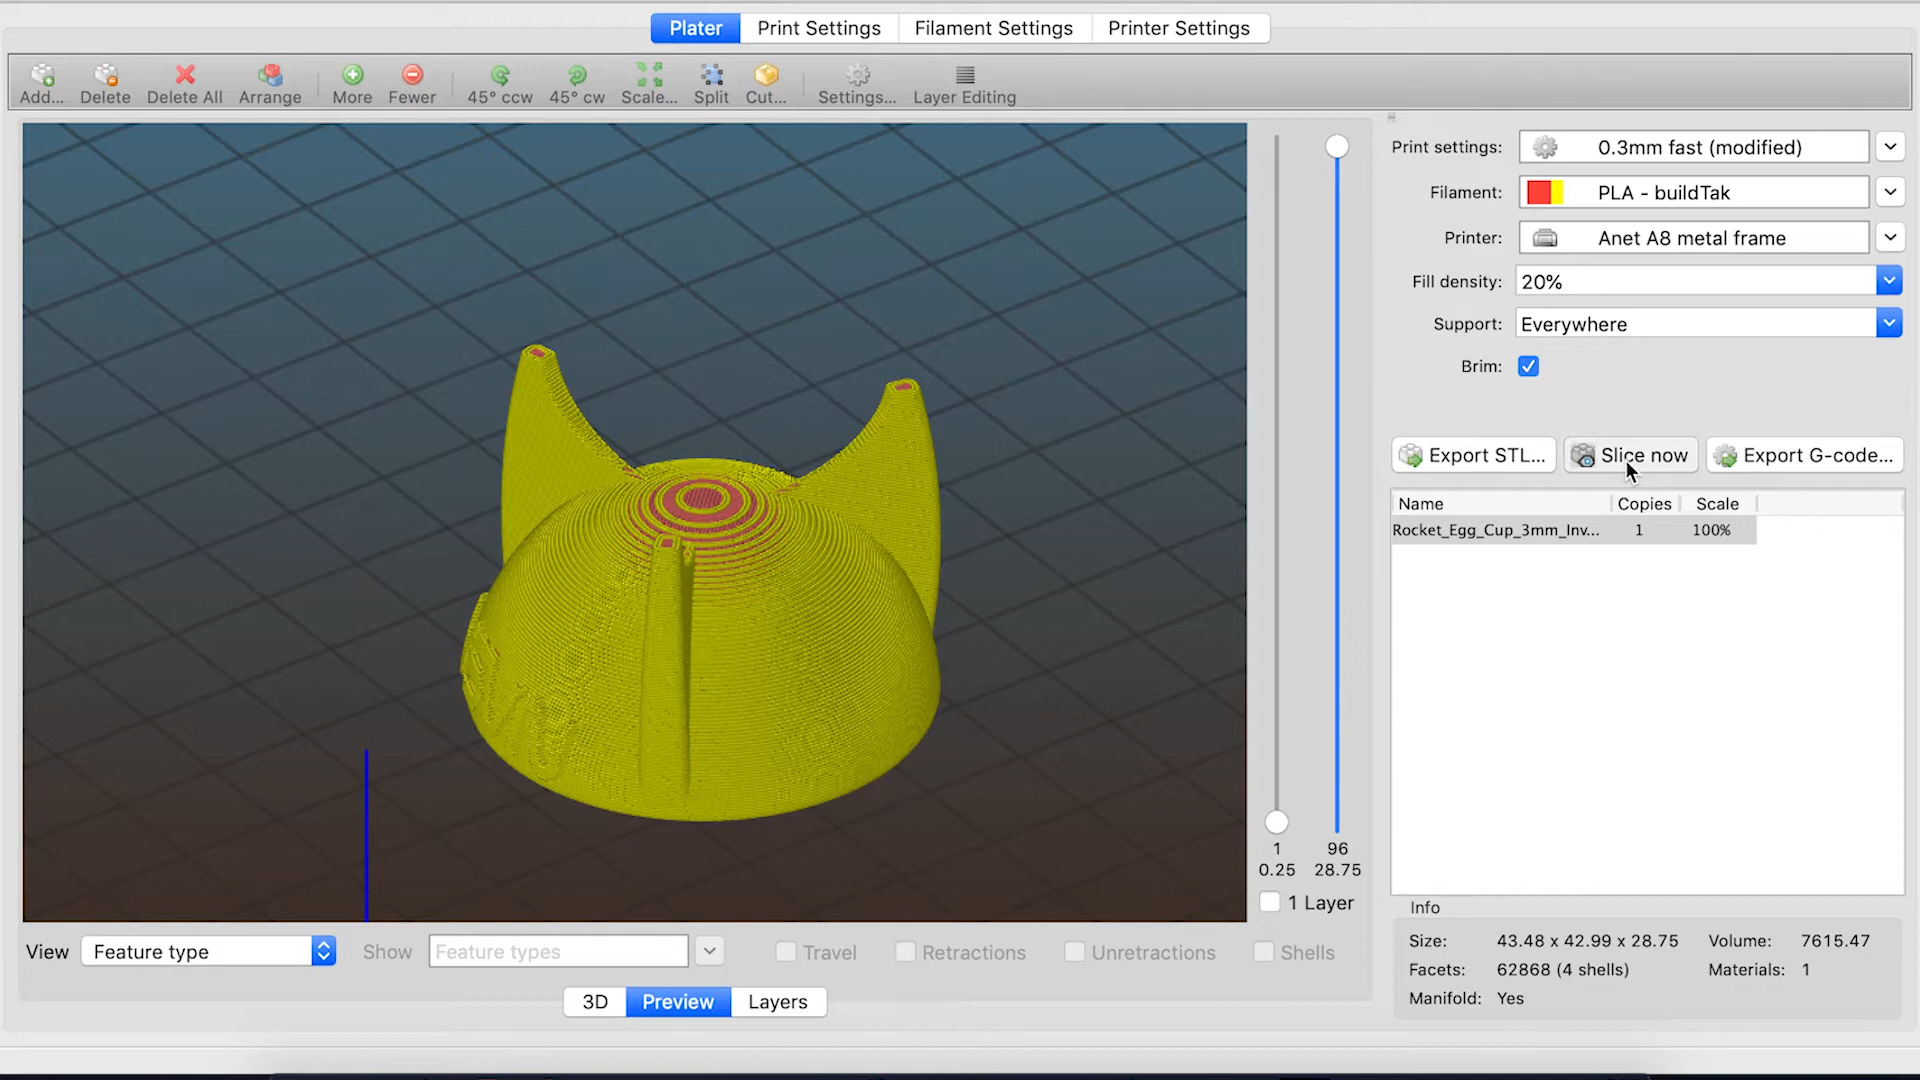 Plater Print Settings Filament Settings Printer Settings
Add... Delete Delete All Arrange More Fewer 45° ccw 45° cw Scale... Split Cut... Settings... Layer Editing
Print settings: 0.3mm fast (modified)
Filament: PLA - buildTak
Printer: Anet A8 metal frame
Fill density: 20%
Support: Everywhere
Brim:
Export STL... Slice now Export G-code...
Name Copies Scale
Rocket_Egg_Cup_3mm_Inv... 1 100%
1 96
0.25 28.75
1 Layer
Info
Size: 43.48 x 42.99 x 28.75 Volume: 7615.47
Facets: 62868 (4 shells) Materials: 1
Manifold: Yes
View Feature type Show Feature types Travel Retractions Unretractions Shells
3D Preview Layers